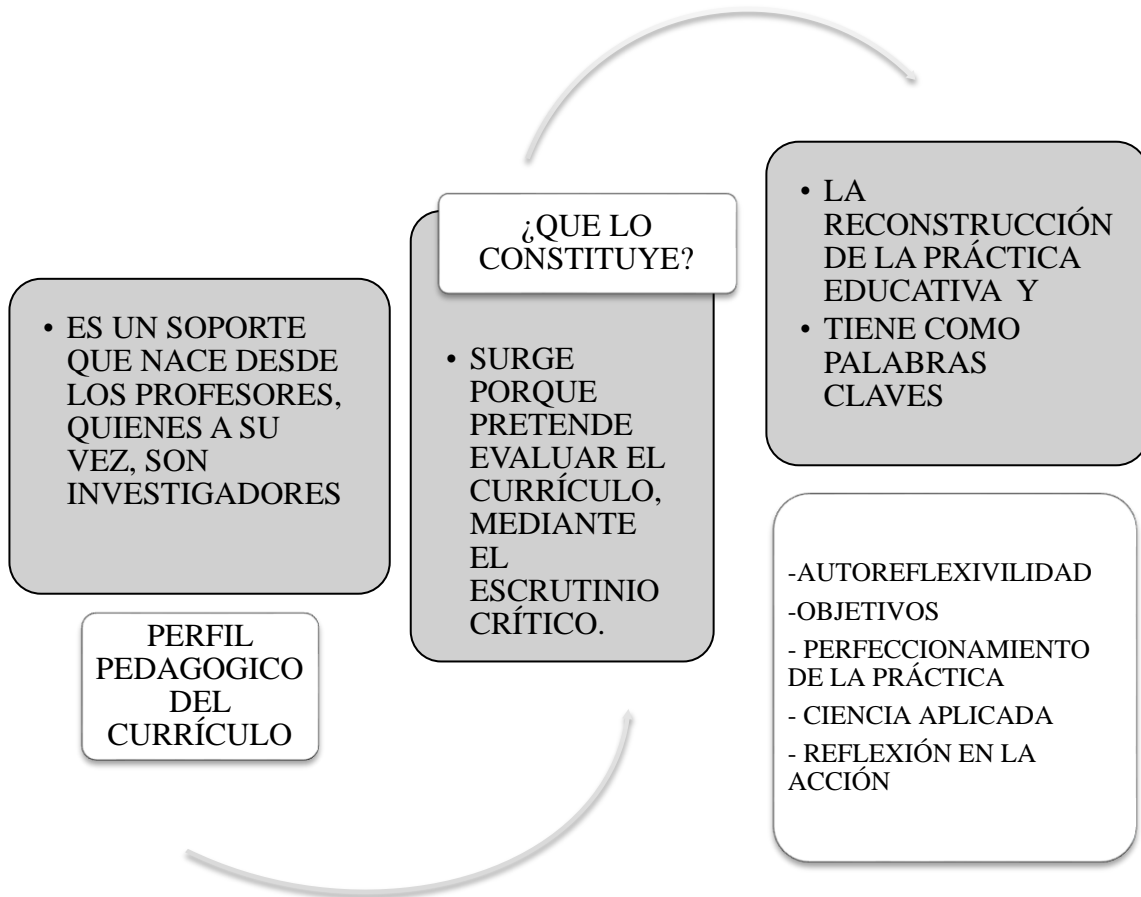 • ES UN SOPORTE
QUE NACE DESDE
LOS PROFESORES,
QUIENES A SU
VEZ, SON
INVESTIGADORES
PERFIL
PEDAGOGICO
DEL
CURRÍCULO
¿QUE LO
CONSTITUYE?
• SURGE
PORQUE
PRETENDE
EVALUAR EL
CURRÍCULO,
MEDIANTE
EL
ESCRUTINIO
CRÍTICO.
• LA
RECONSTRUCCIÓN
DE LA PRÁCTICA
EDUCATIVA Y
• TIENE COMO
PALABRAS
CLAVES
-AUTOREFLEXIVILIDAD
-OBJETIVOS
- PERFECCIONAMIENTO
DE LA PRÁCTICA
- CIENCIA APLICADA
- REFLEXIÓN EN LA
ACCIÓN